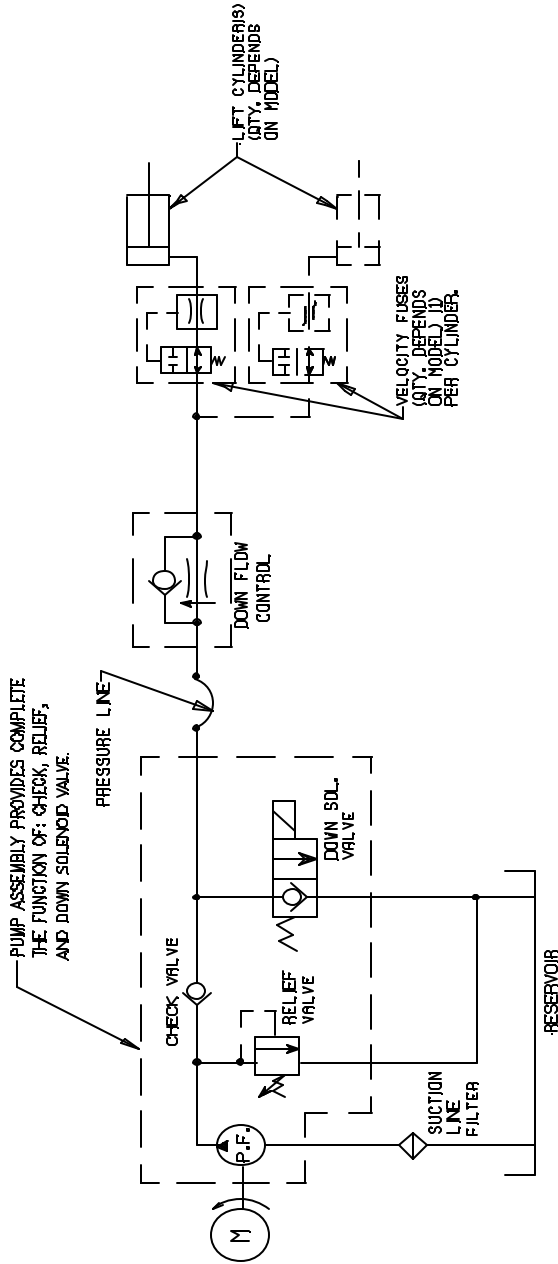 PUMP ASSEMBLY PROVIDES COMPLETE
THE FUNCTION OF: CHECK, RELIEF,
AND DOWN SOLENOID VALVE.
PRESSURE LINE
LIFT CYLINDER(S)
(QTY. DEPENDS
ON MODEL)
VELOCITY FUSES
(QTY. DEPENDS
ON MODEL) (1)
PER CYLINDER.
DOWN FLOW
CONTROL
CHECK VALVE
RELIEF
VALVE
DOWN SOL.
VALVE
M
P.F.
SUCTION
LINE
FILTER
RESERVOIR